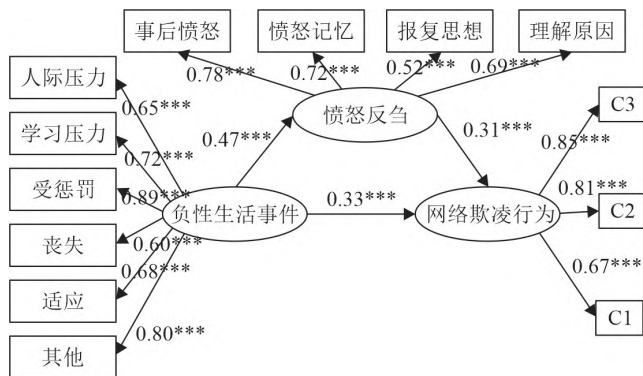 事后愤怒
愤怒记忆
报复思想
理解原因
0.78***
0.72***
0.52***
0.69***
人际压力
学习压力
受惩罚
丧失
适应
其他
0.65***
0.72***
0.89***
0.60***
0.68***
0.80***
愤怒反刍
0.47***
0.31***
负性生活事件
0.33***
网络欺凌行为
0.85***
0.81***
0.67***
C3
C2
C1